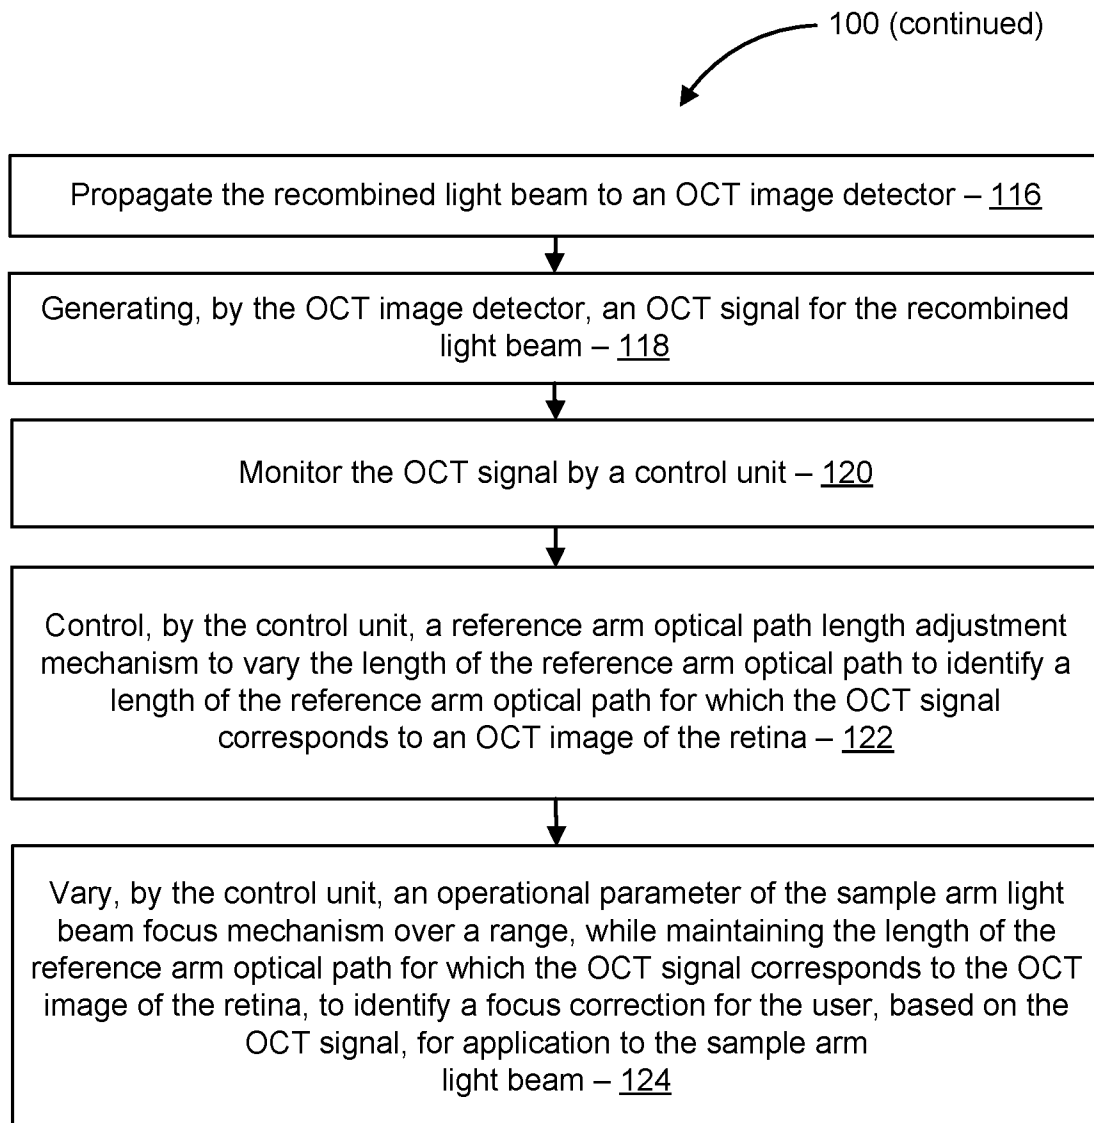 100 (continued)
Propagate the recombined light beam to an OCT image detector – 116
Generating, by the OCT image detector, an OCT signal for the recombined
light beam – 118
Monitor the OCT signal by a control unit – 120
Control, by the control unit, a reference arm optical path length adjustment
mechanism to vary the length of the reference arm optical path to identify a
length of the reference arm optical path for which the OCT signal
corresponds to an OCT image of the retina – 122
Vary, by the control unit, an operational parameter of the sample arm light
beam focus mechanism over a range, while maintaining the length of the
reference arm optical path for which the OCT signal corresponds to the OCT
image of the retina, to identify a focus correction for the user, based on the
OCT signal, for application to the sample arm
light beam – 124